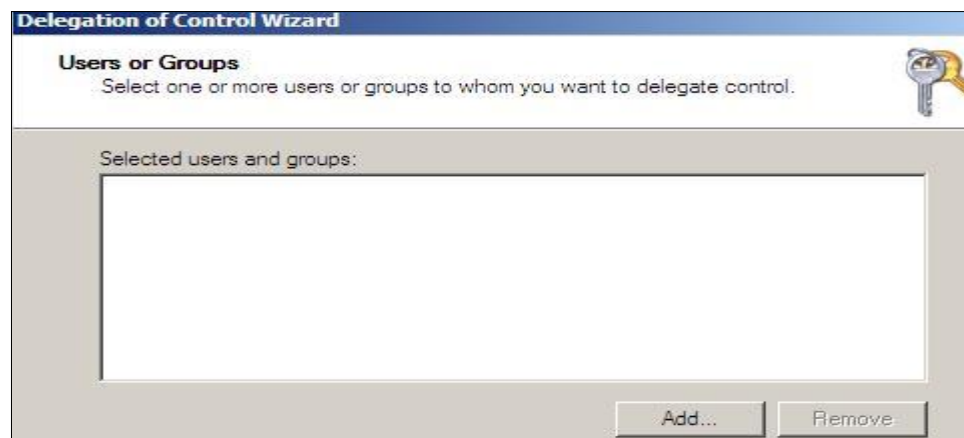 Delegation of Control Wizard
Users or Groups
Select one or more users or groups to whom you want to delegate control.
Selected users and groups:
Add...
Remove